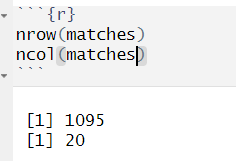 ```{r}
nrow(matches)
ncol(matches)
```
[1] 1095
[1] 20